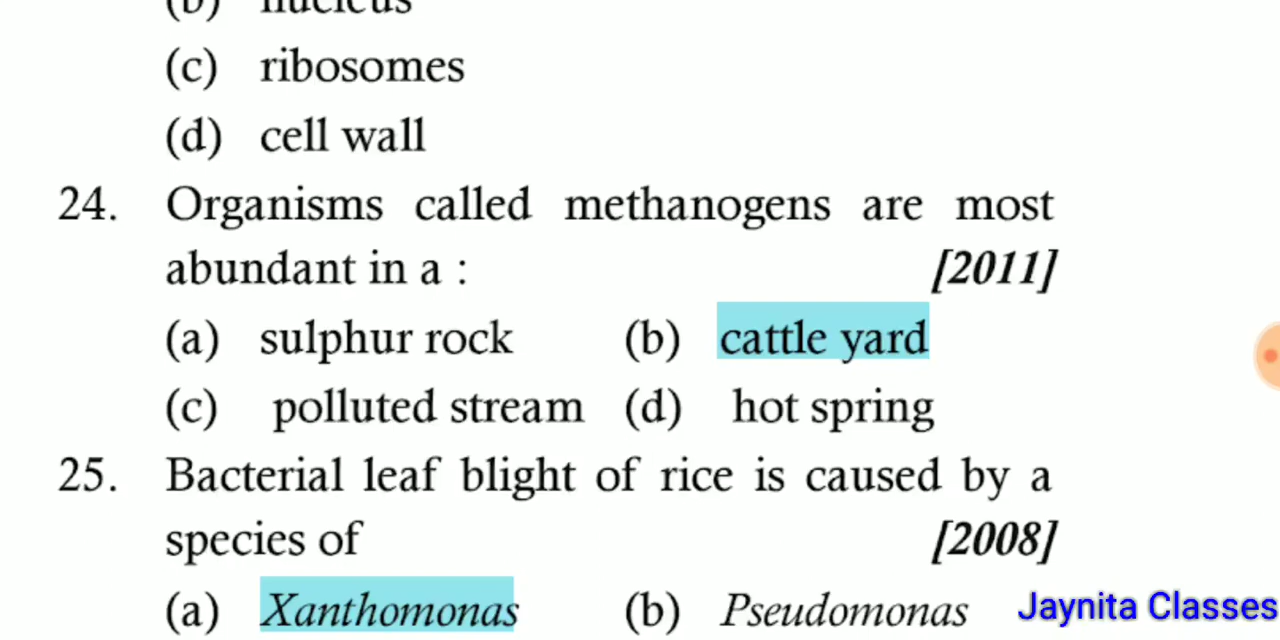 (b) nucleus
(c) ribosomes
(d) cell wall
24. Organisms called methanogens are most
abundant in a : [2011]
(a) sulphur rock (b) cattle yard
(c) polluted stream (d) hot spring
25. Bacterial leaf blight of rice is caused by a
species of [2008]
(a) Xanthomonas (b) Pseudomonas
Jaynita Classes